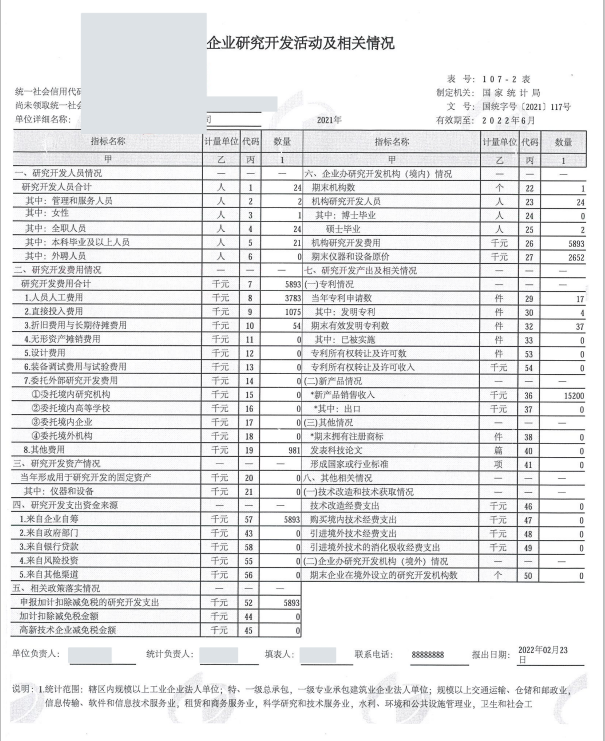 企业研究开发活动及相关情况
表 号: 107-2 表
统一社会信用代码
制定机关: 国 家 统 计 局
尚未领取统一社会
文 号: 国统字号〔2021〕117号
单位详细名称: 司 2021年 有效期至: 2022年6月
指标名称 计量单位 代码 数量 指标名称 计量单位 代码 数量
甲 乙 丙 1 甲 乙 丙 1
一、研究开发人员情况 — — — 六、企业办研究开发机构（境内）情况 — — —
研究开发人员合计 人 1 24 期末机构数 个 22 1
其中: 管理和服务人员 人 2 2 机构研究开发人员 人 23 24
其中: 女性 人 3 1 其中: 博士毕业 人 24 0
其中: 全职人员 人 4 24 硕士毕业 人 25 2
其中: 本科毕业及以上人员 人 5 21 机构研究开发费用 千元 26 5893
其中: 外聘人员 人 6 0 期末仪器和设备原价 千元 27 2652
二、研究开发费用情况 — — — 七、研究开发产出及相关情况 — — —
研究开发费用合计 千元 7 5893 (一)专利情况 — — —
1.人员人工费用 千元 8 3783 当年专利申请数 件 29 17
2.直接投入费用 千元 9 1075 其中: 发明专利 件 30 4
3.折旧费用与长期待摊费用 千元 10 54 期末有效发明专利数 件 32 37
4.无形资产摊销费用 千元 11 0 其中: 已被实施 件 33 0
5.设计费用 千元 12 0 专利所有权转让及许可数 件 53 0
6.装备调试费用与试验费用 千元 13 0 专利所有权转让及许可收入 千元 54 0
7.委托外部研究开发费用 千元 14 0 (二)新产品情况 — — —
①委托境内研究机构 千元 15 0 *新产品销售收入 千元 36 15200
②委托境内高等学校 千元 16 0 *其中: 出口 千元 37 0
③委托境内企业 千元 17 0 (三)其他情况 — — —
④委托境外机构 千元 18 0 *期末拥有注册商标 件 38 0
8.其他费用 千元 19 981 发表科技论文 篇 40 0
三、研究开发资产情况 — — — 形成国家或行业标准 项 41 0
当年形成用于研究开发的固定资产 千元 20 0 八、其他相关情况 — — —
其中: 仪器和设备 千元 21 0 (一)技术改造和技术获取情况 — — —
四、研究开发支出资金来源 — — — 技术改造经费支出 千元 46 0
1.来自企业自筹 千元 57 5893 购买境内技术经费支出 千元 47 0
2.来自政府部门 千元 43 0 引进境外技术经费支出 千元 48 0
3.来自银行贷款 千元 58 0 引进境外技术的消化吸收经费支出 千元 49 0
4.来自风险投资 千元 55 0 (二)企业办研究开发机构（境外）情况 — — —
5.来自其他渠道 千元 56 0 期末企业在境外设立的研究开发机构数 个 50 0
五、相关政策落实情况 — — —
申报加计扣除减免税的研究开发支出 千元 52 5893
加计扣除减免税金额 千元 44 0
高新技术企业减免税金额 千元 45 0
单位负责人: 统计负责人: 填表人: 联系电话: 88888888 报出日期: 2022年02月23日
说明: 1.统计范围: 辖区内规模以上工业企业法人单位; 特、一级总承包, 一级专业承包建筑业企业法人单位; 规模以上交通运输、仓储和邮政业,
信息传输、软件和信息技术服务业, 租赁和商务服务业, 科学研究和技术服务业, 水利、环境和公共设施管理业, 卫生和社会工